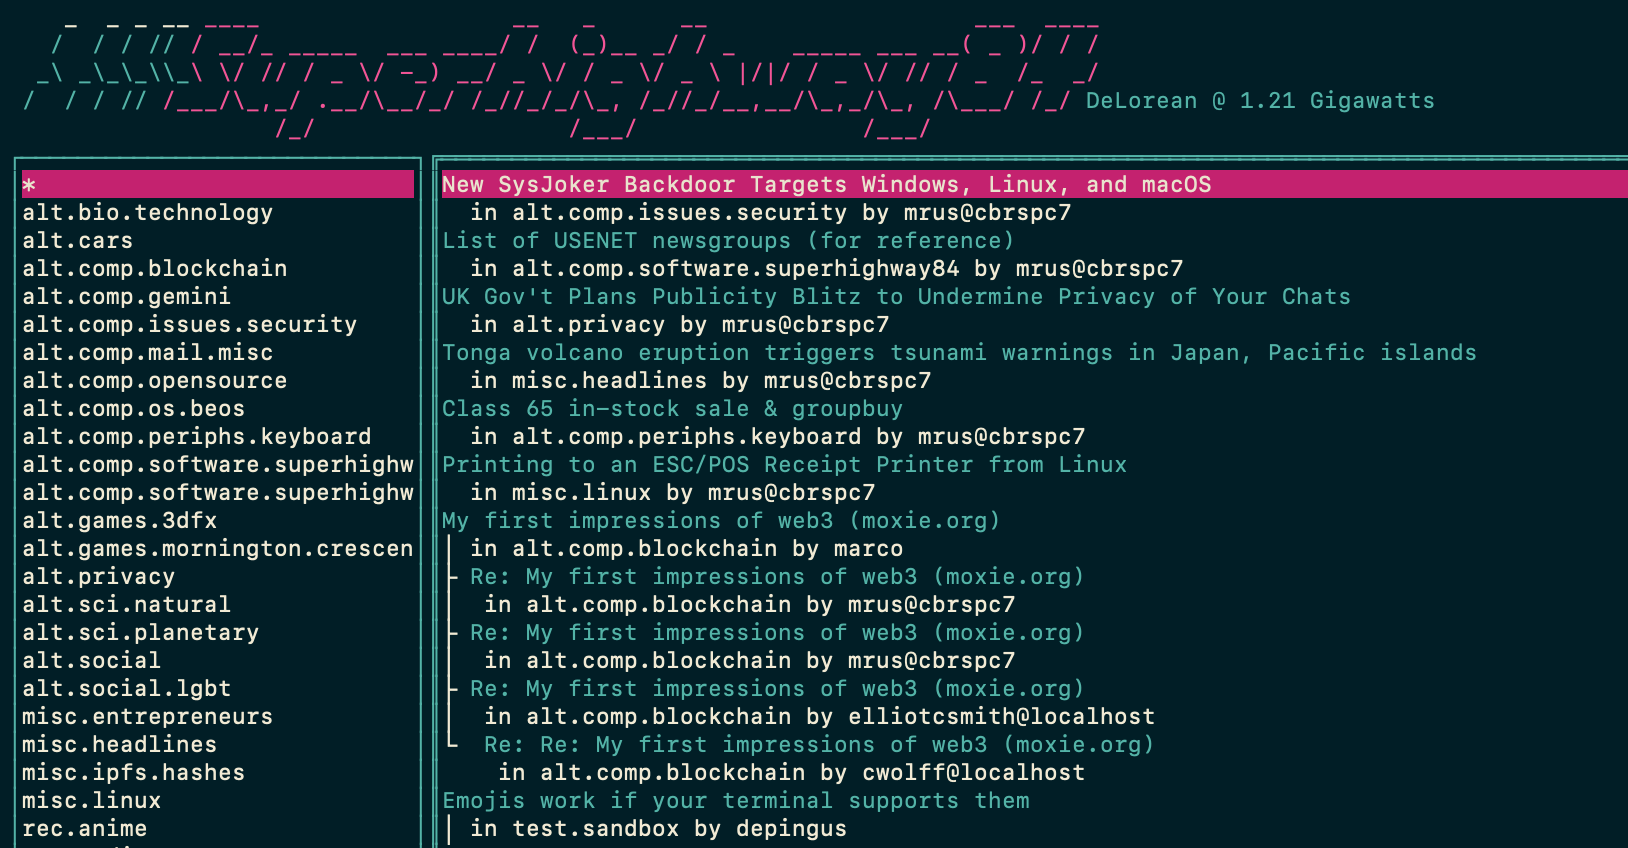 Superhighway84
DeLorean @ 1.21 Gigawatts
*
alt.bio.technology
alt.cars
alt.comp.blockchain
alt.comp.gemini
alt.comp.issues.security
alt.comp.mail.misc
alt.comp.opensource
alt.comp.os.beos
alt.comp.periphs.keyboard
alt.comp.software.superhighw
alt.comp.software.superhighw
alt.games.3dfx
alt.games.mornington.crescen
alt.privacy
alt.sci.natural
alt.sci.planetary
alt.social
alt.social.lgbt
misc.entrepreneurs
misc.headlines
misc.ipfs.hashes
misc.linux
rec.anime
New SysJoker Backdoor Targets Windows, Linux, and macOS
in alt.comp.issues.security by mrus@cbrspc7
List of USENET newsgroups (for reference)
in alt.comp.software.superhighway84 by mrus@cbrspc7
UK Gov't Plans Publicity Blitz to Undermine Privacy of Your Chats
in alt.privacy by mrus@cbrspc7
Tonga volcano eruption triggers tsunami warnings in Japan, Pacific islands
in misc.headlines by mrus@cbrspc7
Class 65 in-stock sale & groupbuy
in alt.comp.periphs.keyboard by mrus@cbrspc7
Printing to an ESC/POS Receipt Printer from Linux
in misc.linux by mrus@cbrspc7
My first impressions of web3 (moxie.org)
in alt.comp.blockchain by marco
Re: My first impressions of web3 (moxie.org)
in alt.comp.blockchain by mrus@cbrspc7
Re: My first impressions of web3 (moxie.org)
in alt.comp.blockchain by mrus@cbrspc7
Re: My first impressions of web3 (moxie.org)
in alt.comp.blockchain by elliotcsmith@localhost
Re: Re: My first impressions of web3 (moxie.org)
in alt.comp.blockchain by cwolff@localhost
Emojis work if your terminal supports them
in test.sandbox by depingus